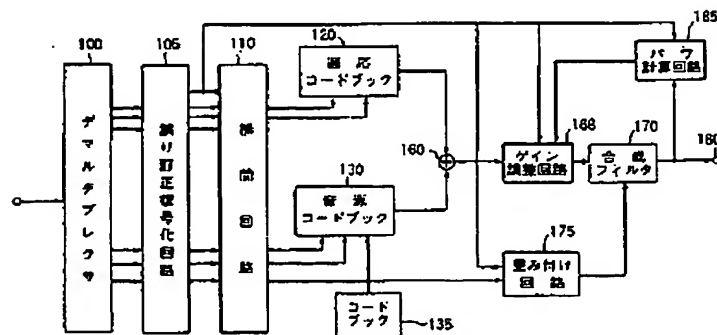 100
デマルチプレクサ
105
誤り訂正復号化回路
110
補間回路
120
適応
コードブック
130
音源
コードブック
135
コード
ブック
160
168
ゲイン
調整回路
170
合成
フィルタ
175
重み付け
回路
185
パワ
計算回路
180